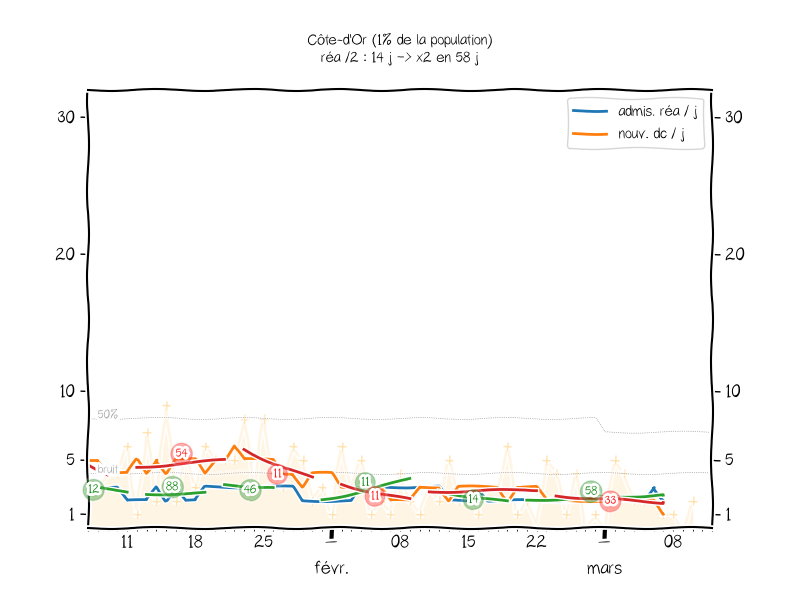 Côte-d'Or (1% de la population)
réa /2 : 14 j -> x2 en 58 j
admis. réa / j
nouv. dc / j
30 30
20 20
10 10
5 5
1 1
50%
bruit
12 88 54 46 11 11 11 14 58 33
11 18 25 08 15 22 08
févr. mars